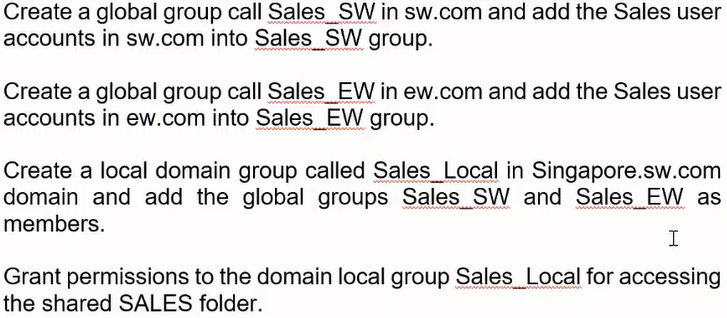 Create a global group call Sales_SW in sw.com and add the Sales user
accounts in sw.com into Sales_SW group.
Create a global group call Sales_EW in ew.com and add the Sales user
accounts in ew.com into Sales_EW group.
Create a local domain group called Sales_Local in Singapore.sw.com
domain and add the global groups Sales_SW and Sales_EW as
members.
Grant permissions to the domain local group Sales_Local for accessing
the shared SALES folder.